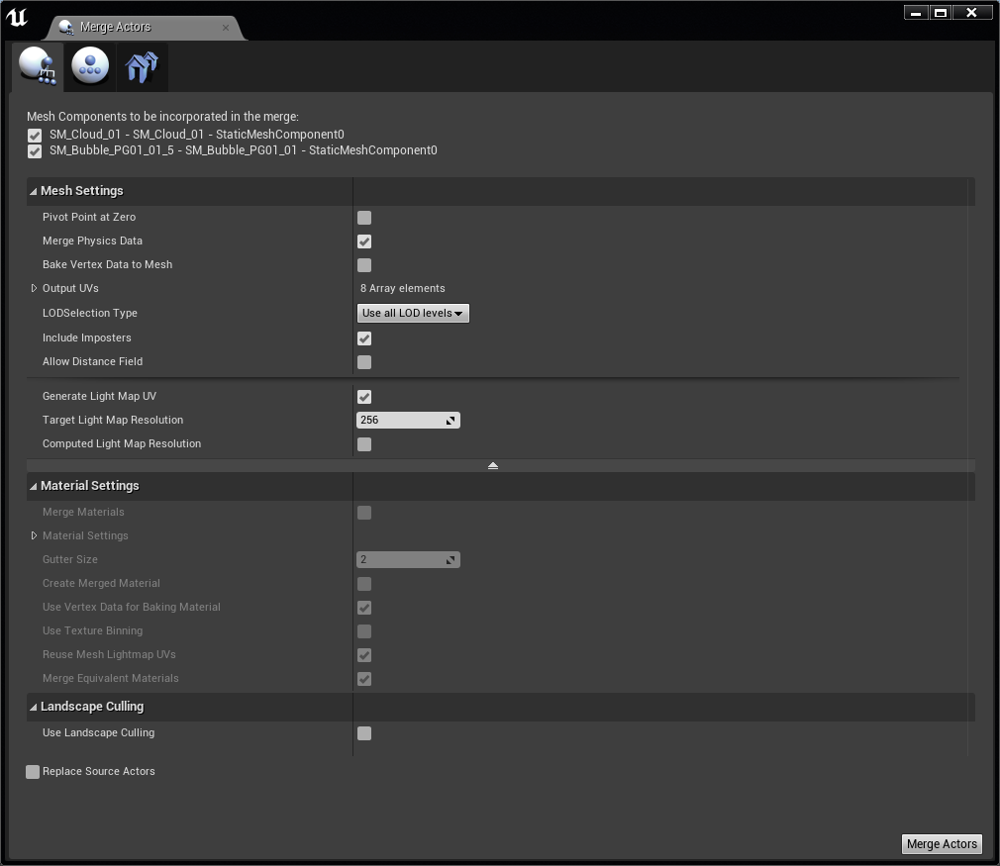 Merge Actors
Mesh Components to be incorporated in the merge:
SM_Cloud_01 - SM_Cloud_01 - StaticMeshComponent0
SM_Bubble_PG01_01_5 - SM_Bubble_PG01_01 - StaticMeshComponent0
Mesh Settings
Pivot Point at Zero
Merge Physics Data
Bake Vertex Data to Mesh
Output UVs 8 Array elements
LODSelection Type Use all LOD levels
Include Imposters
Allow Distance Field
Generate Light Map UV
Target Light Map Resolution 256
Computed Light Map Resolution
Material Settings
Merge Materials
Material Settings
Gutter Size 2
Create Merged Material
Use Vertex Data for Baking Material
Use Texture Binning
Reuse Mesh Lightmap UVs
Merge Equivalent Materials
Landscape Culling
Use Landscape Culling
Replace Source Actors
Merge Actors